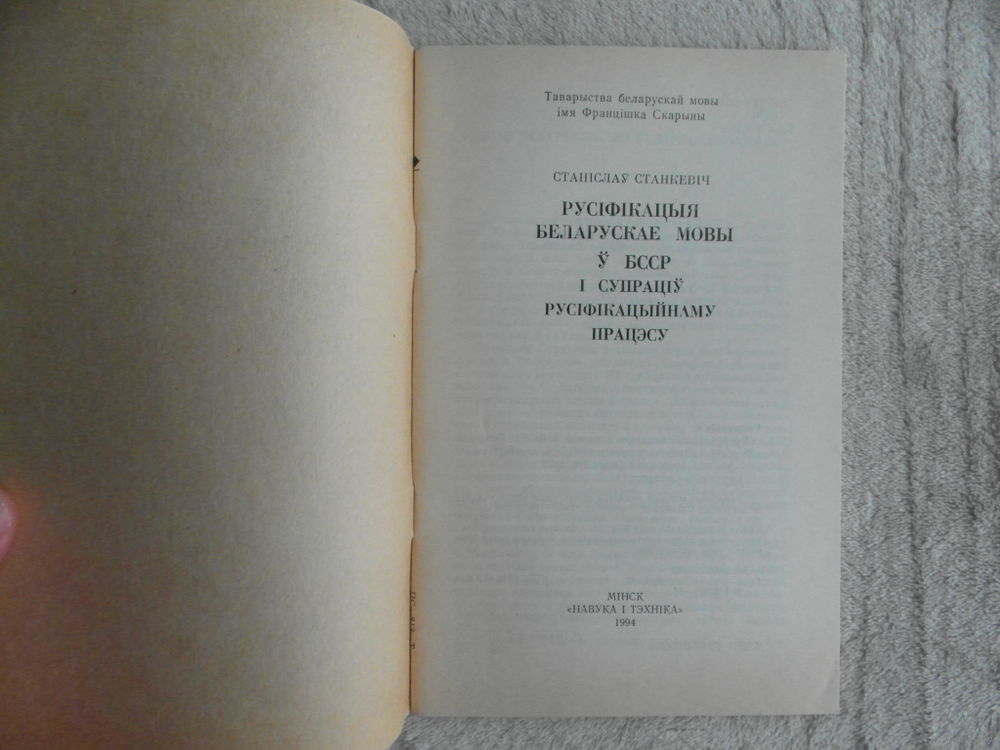 Таварыства беларускай мовы
імя Францішка Скарыны
СТАНІСЛАЎ СТАНКЕВІЧ
РУСІФІКАЦЫЯ
БЕЛАРУСКАЕ МОВЫ
Ў БССР
І СУПРАЦІЎ
РУСІФІКАЦЫЙНАМУ
ПРАЦЭСУ
МІНСК
«НАВУКА І ТЭХНІКА»
1994